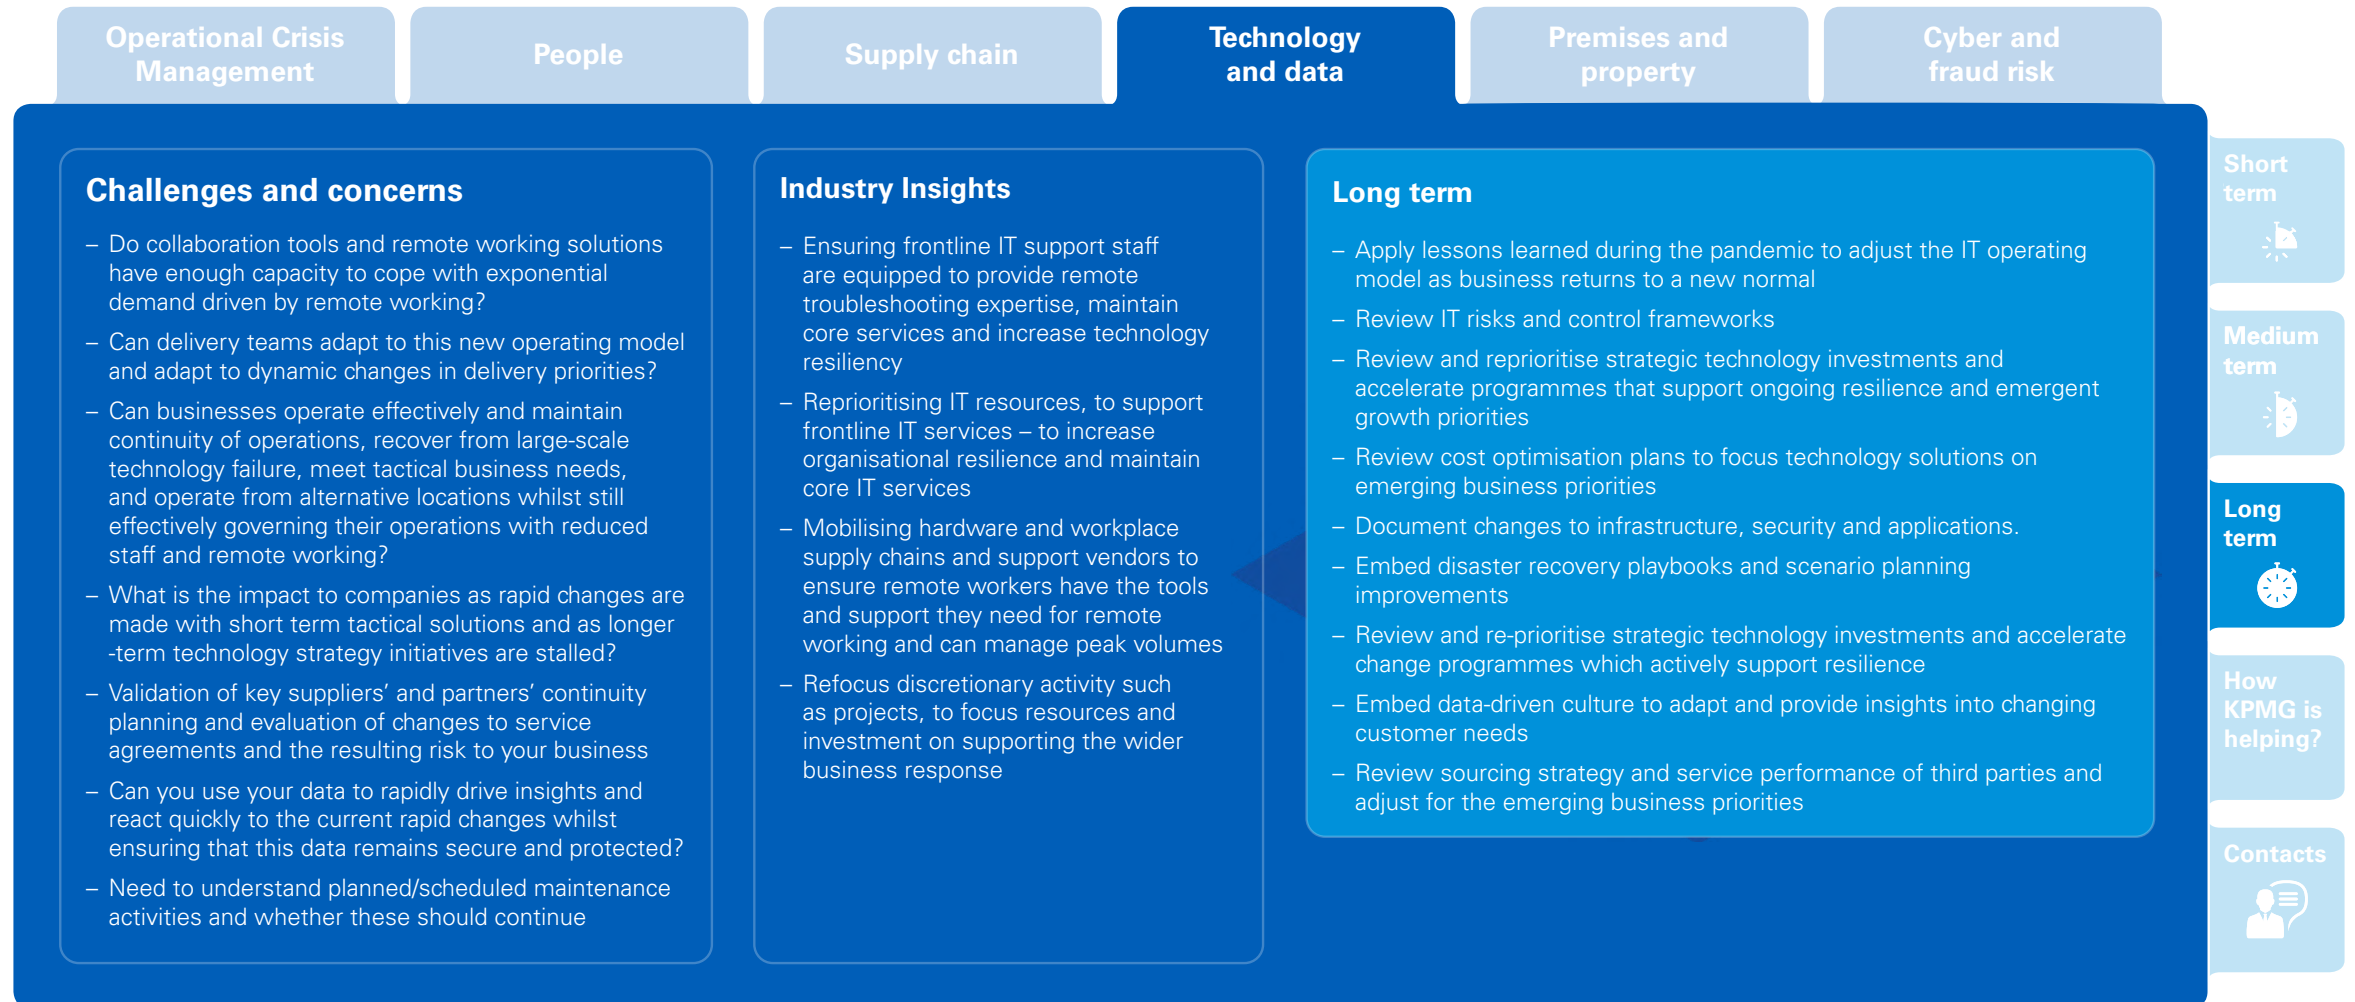 Operational Crisis
Management
People
Supply chain
Technology
and data
Premises and
property
Cyber and
fraud risk
Challenges and concerns
– Do collaboration tools and remote working solutions
have enough capacity to cope with exponential
demand driven by remote working?
– Can delivery teams adapt to this new operating model
and adapt to dynamic changes in delivery priorities?
– Can businesses operate effectively and maintain
continuity of operations, recover from large-scale
technology failure, meet tactical business needs,
and operate from alternative locations whilst still
effectively governing their operations with reduced
staff and remote working?
– What is the impact to companies as rapid changes are
made with short term tactical solutions and as longer
-term technology strategy initiatives are stalled?
– Validation of key suppliers’ and partners’ continuity
planning and evaluation of changes to service
agreements and the resulting risk to your business
– Can you use your data to rapidly drive insights and
react quickly to the current rapid changes whilst
ensuring that this data remains secure and protected?
– Need to understand planned/scheduled maintenance
activities and whether these should continue
Industry Insights
– Ensuring frontline IT support staff
are equipped to provide remote
troubleshooting expertise, maintain
core services and increase technology
resiliency
– Reprioritising IT resources, to support
frontline IT services – to increase
organisational resilience and maintain
core IT services
– Mobilising hardware and workplace
supply chains and support vendors to
ensure remote workers have the tools
and support they need for remote
working and can manage peak volumes
– Refocus discretionary activity such
as projects, to focus resources and
investment on supporting the wider
business response
Long term
– Apply lessons learned during the pandemic to adjust the IT operating
model as business returns to a new normal
– Review IT risks and control frameworks
– Review and reprioritise strategic technology investments and
accelerate programmes that support ongoing resilience and emergent
growth priorities
– Review cost optimisation plans to focus technology solutions on
emerging business priorities
– Document changes to infrastructure, security and applications.
– Embed disaster recovery playbooks and scenario planning
improvements
– Review and re-prioritise strategic technology investments and accelerate
change programmes which actively support resilience
– Embed data-driven culture to adapt and provide insights into changing
customer needs
– Review sourcing strategy and service performance of third parties and
adjust for the emerging business priorities
Short
term
Medium
term
Long
term
How
KPMG is
helping?
Contacts